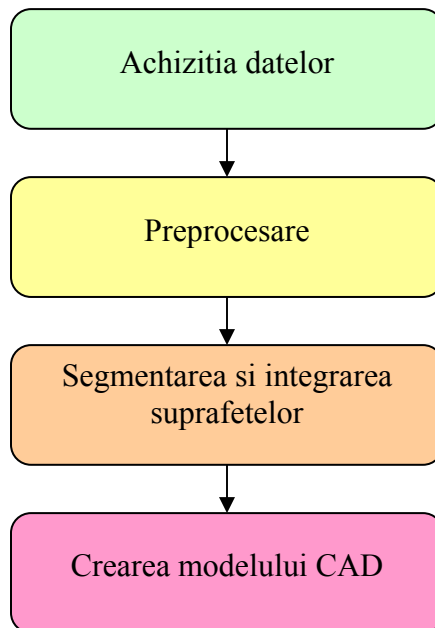 Achizitia datelor
Preprocesare
Segmentarea si integrarea
suprafetelor
Crearea modelului CAD